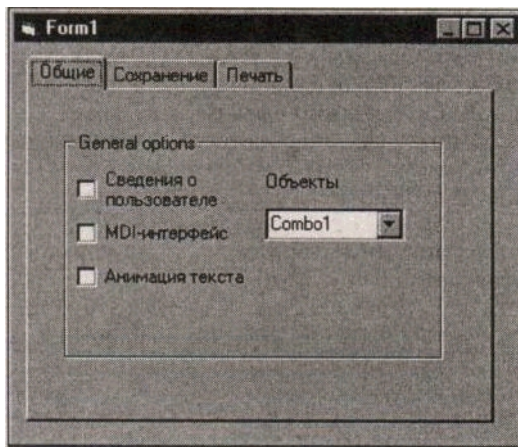 Form1
Общие Сохранение Печать
General options
Сведения о
пользователе
Объекты
MDI-интерфейс
Combo1
Анимация текста